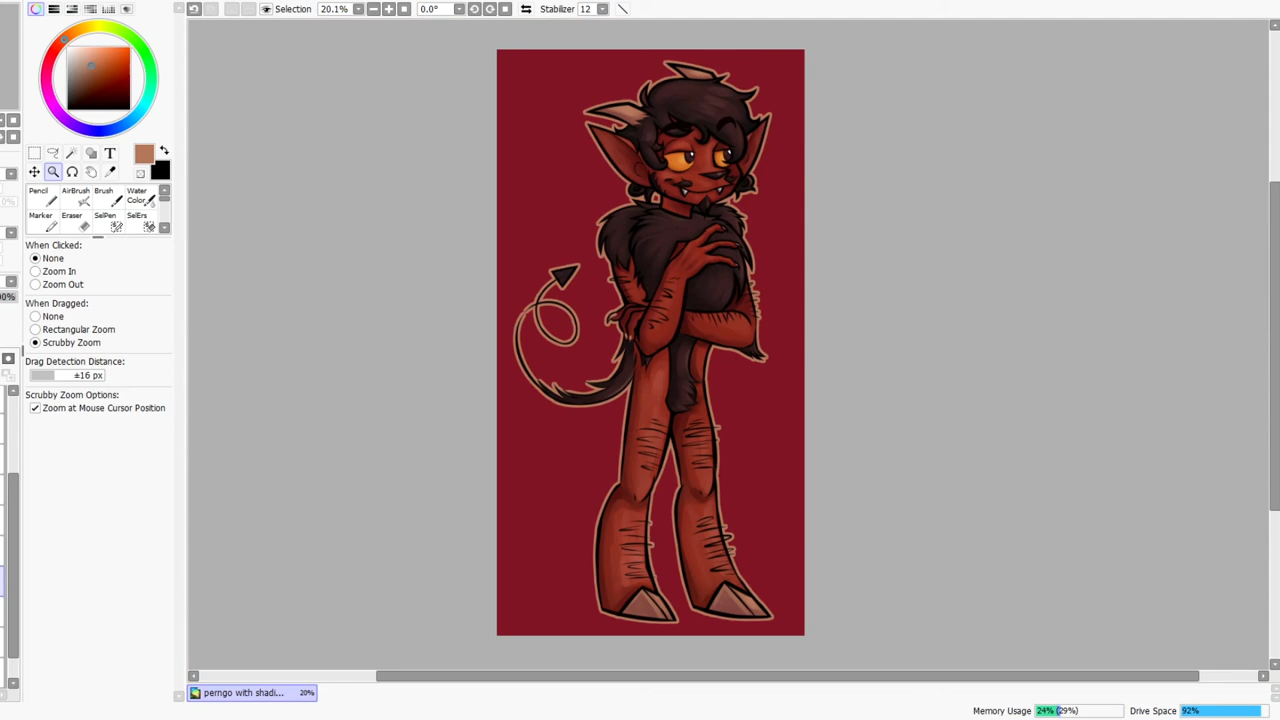 Selection 20.1% 0.0° Stabilizer 12
T
Pencil AirBrush Brush Water Color
Marker Eraser SelPen SelErs
When Clicked:
None
Zoom In
Zoom Out
When Dragged:
None
Rectangular Zoom
Scrubby Zoom
Drag Detection Distance:
±16 px
Scrubby Zoom Options:
Zoom at Mouse Cursor Position
perngo with shadi... 20%
Memory Usage 24% (29%) Drive Space 92%